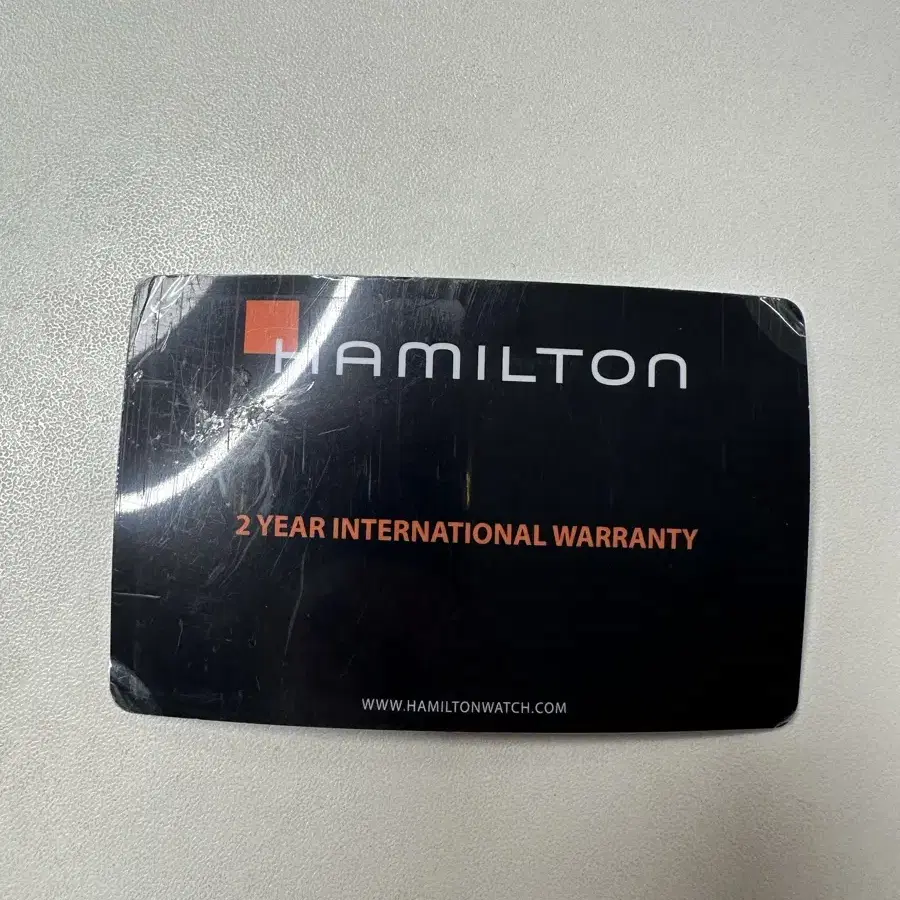 HAMILTON
2 YEAR INTERNATIONAL WARRANTY
WWW.HAMILTONWATCH.COM